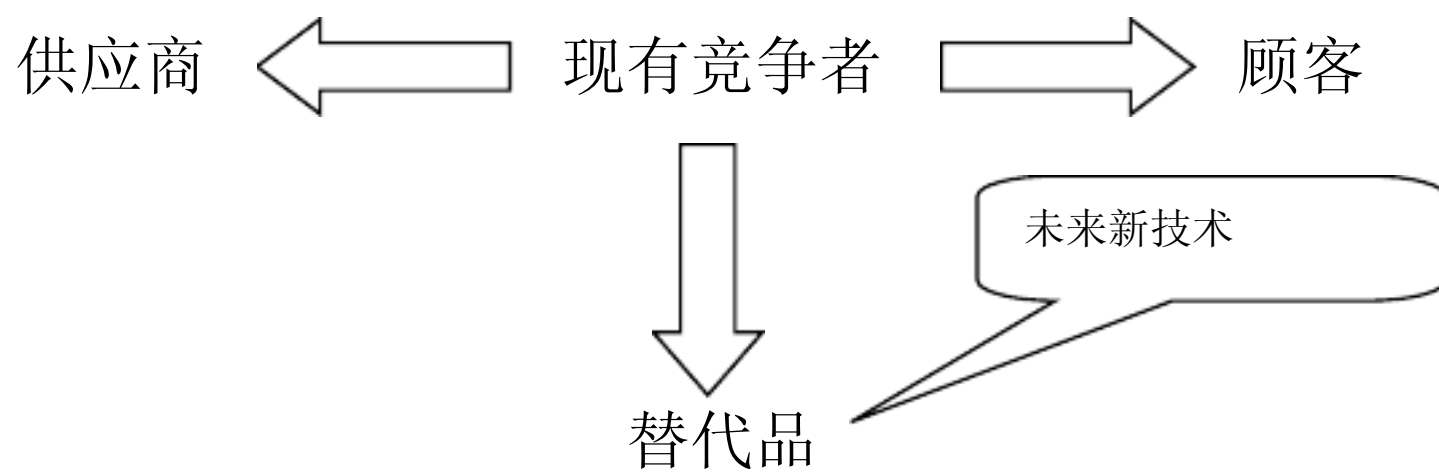 供应商
现有竞争者
顾客
未来新技术
替代品